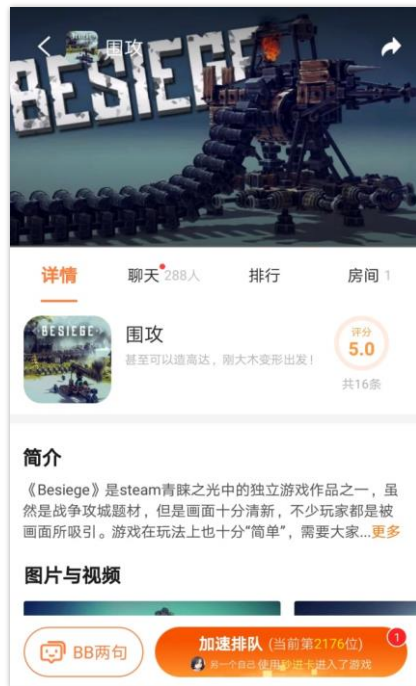 围攻
BESIEGE
详情
聊天 288人
排行
房间 1
BESIEGE
围攻
甚至可以造高达，刚大木变形出发！
评分
5.0
共16条
简介
《Besiege》是steam青睐之光中的独立游戏作品之一，虽
然是战争攻城题材，但是画面十分清新，不少玩家都是被
画面所吸引。游戏在玩法上也十分“简单”，需要大家...更多
图片与视频
BB两句
加速排队 (当前第2176位)
1
另一个自己 使用秒进卡进入了游戏